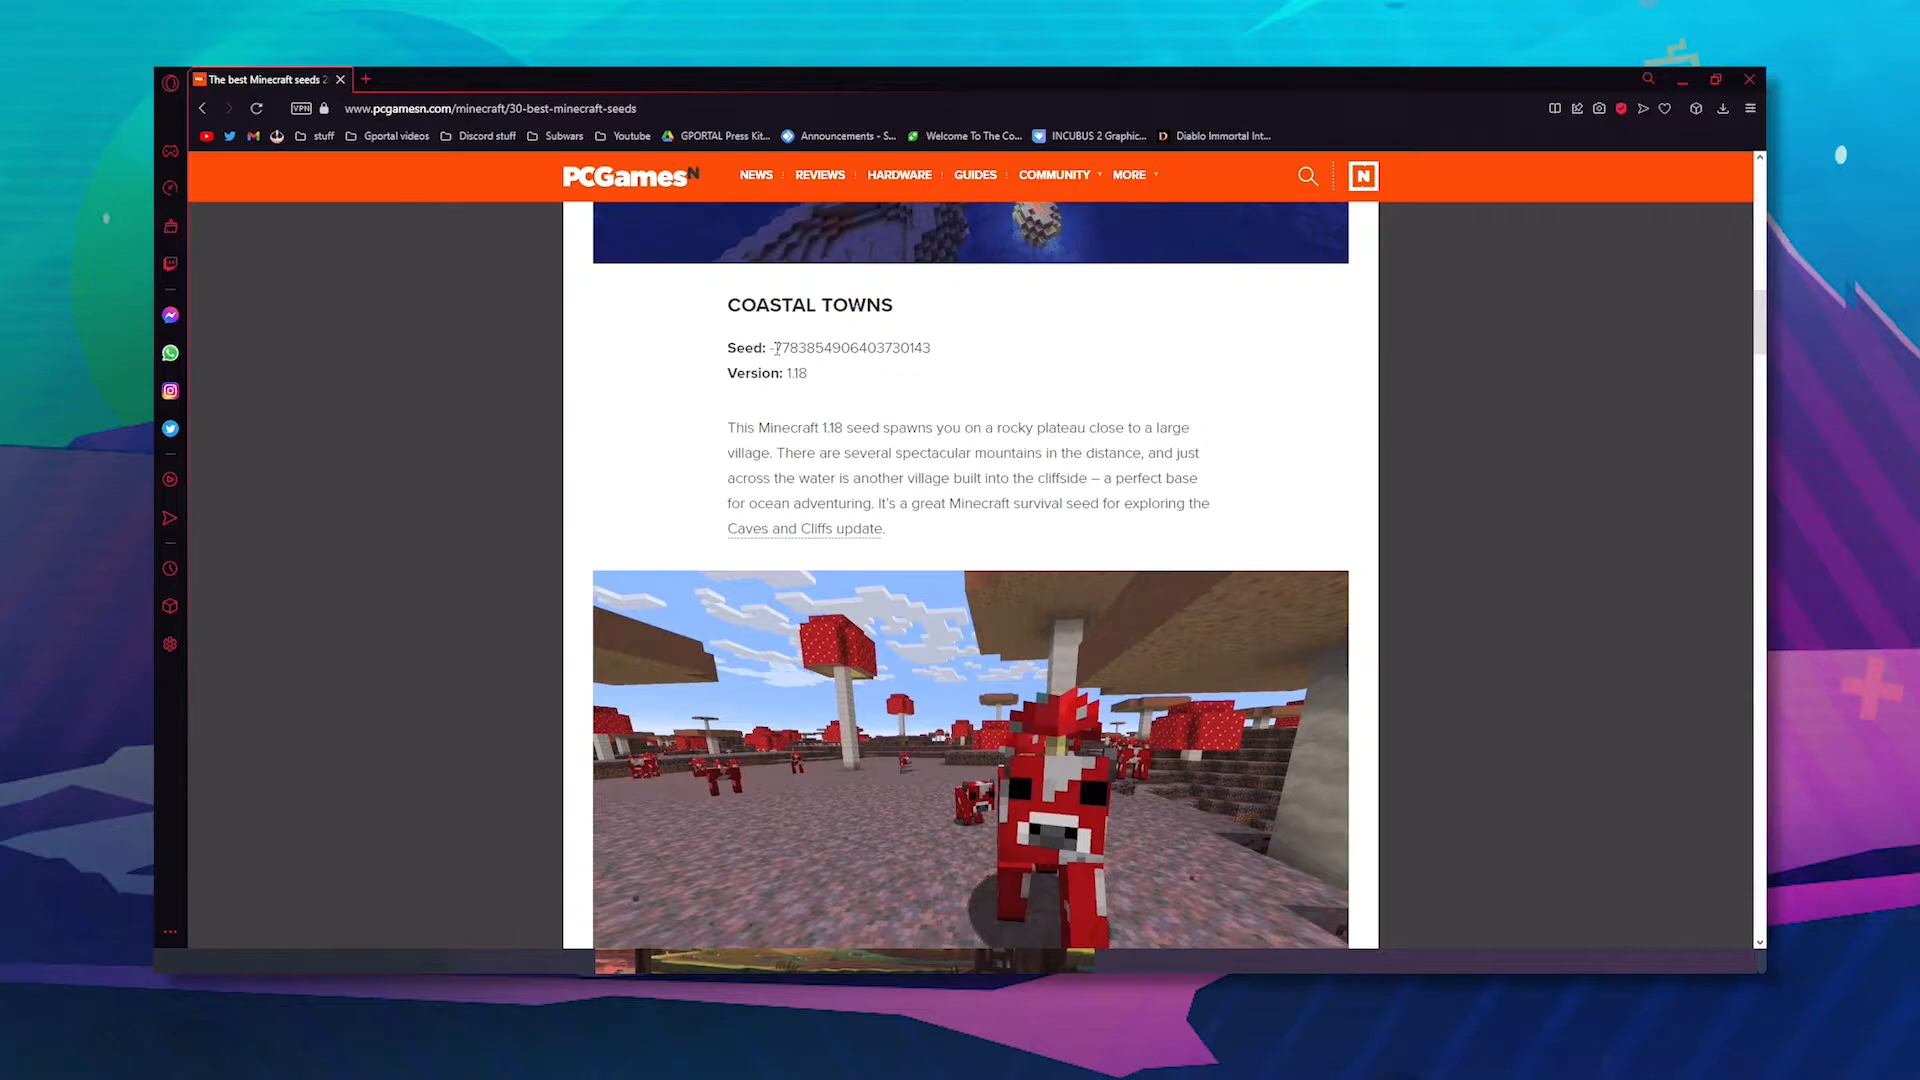 The best Minecraft seeds 2
VPN
www.pcgamesn.com/minecraft/30-best-minecraft-seeds
stuff Gportal videos Discord stuff Subwars Youtube GPORTAL Press Kit... Announcements - S... Welcome To The Co... INCUBUS 2 Graphic... D Diablo Immortal Int...
PCGamesN NEWS REVIEWS HARDWARE GUIDES COMMUNITY MORE N
COASTAL TOWNS
Seed: -7783854906403730143
Version: 1.18
This Minecraft 1.18 seed spawns you on a rocky plateau close to a large
village. There are several spectacular mountains in the distance, and just
across the water is another village built into the cliffside – a perfect base
for ocean adventuring. It's a great Minecraft survival seed for exploring the
Caves and Cliffs update.